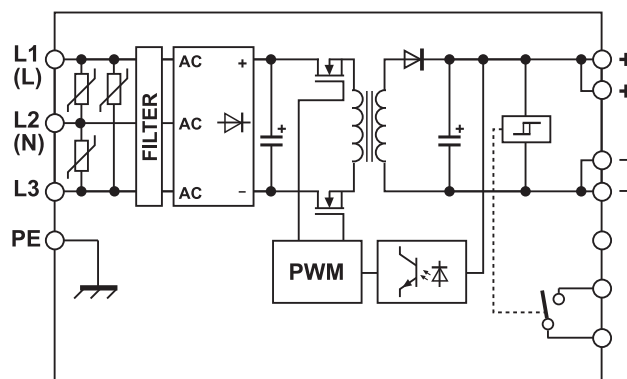 L1
(L)
L2
(N)
L3
PE
FILTER
AC
AC
AC
+
−
+
PWM
+
+
+
−
−